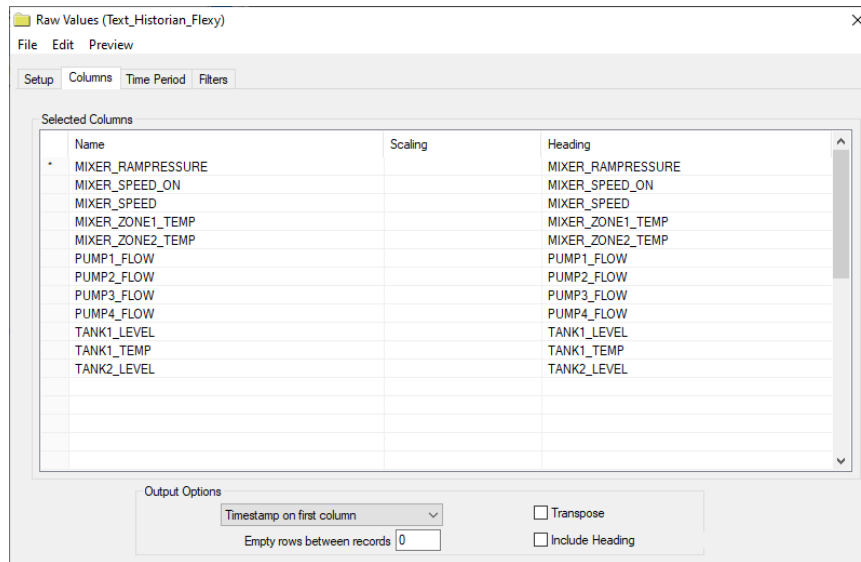 Raw Values (Text_Historian_Flexy)
File Edit Preview
Setup Columns Time Period Filters
Selected Columns
Name Scaling Heading
* MIXER_RAMPRESSURE MIXER_RAMPRESSURE
MIXER_SPEED_ON MIXER_SPEED_ON
MIXER_SPEED MIXER_SPEED
MIXER_ZONE1_TEMP MIXER_ZONE1_TEMP
MIXER_ZONE2_TEMP MIXER_ZONE2_TEMP
PUMP1_FLOW PUMP1_FLOW
PUMP2_FLOW PUMP2_FLOW
PUMP3_FLOW PUMP3_FLOW
PUMP4_FLOW PUMP4_FLOW
TANK1_LEVEL TANK1_LEVEL
TANK1_TEMP TANK1_TEMP
TANK2_LEVEL TANK2_LEVEL
Output Options
Timestamp on first column Transpose
Empty rows between records 0 Include Heading